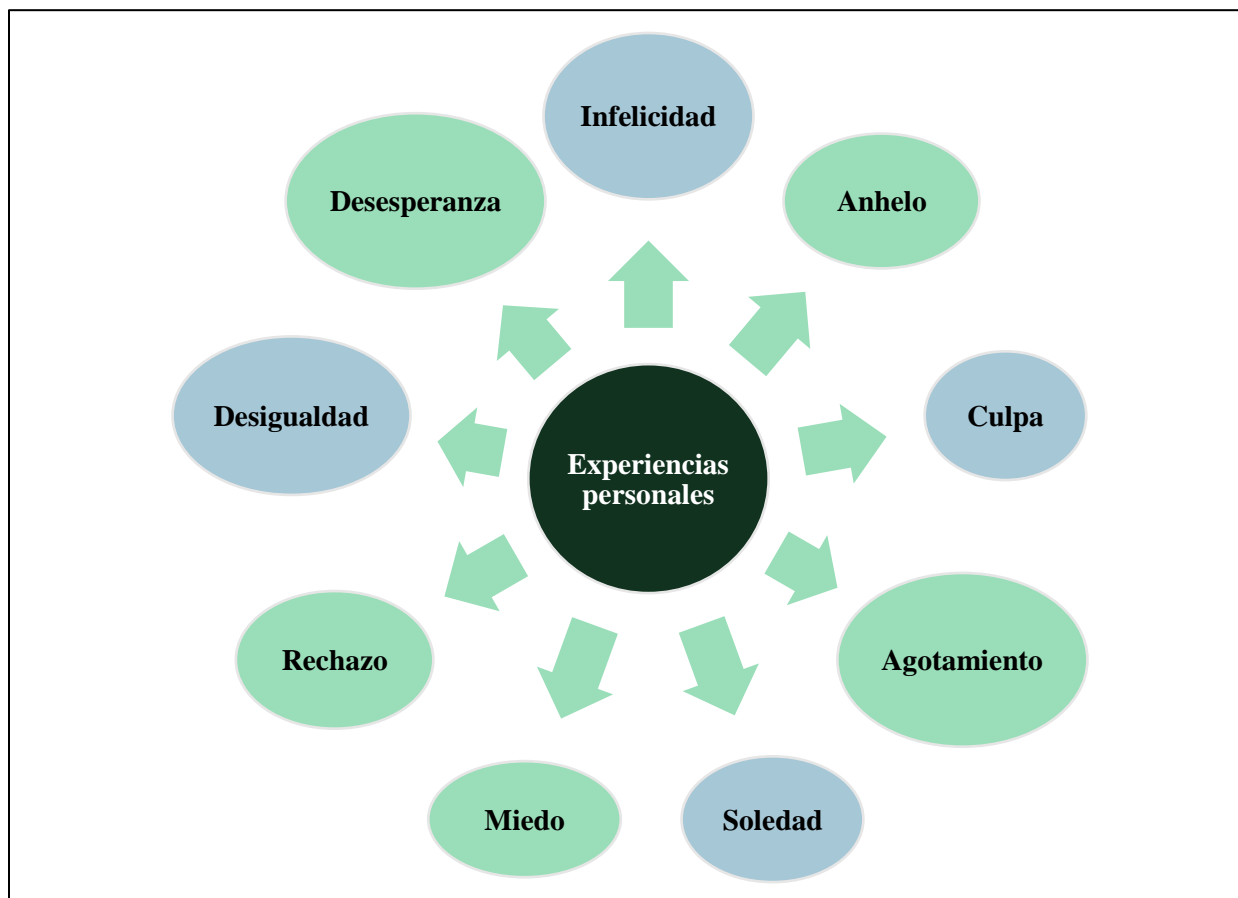 Infelicidad
Anhelo
Culpa
Agotamiento
Soledad
Miedo
Rechazo
Desigualdad
Desesperanza
Experiencias
personales